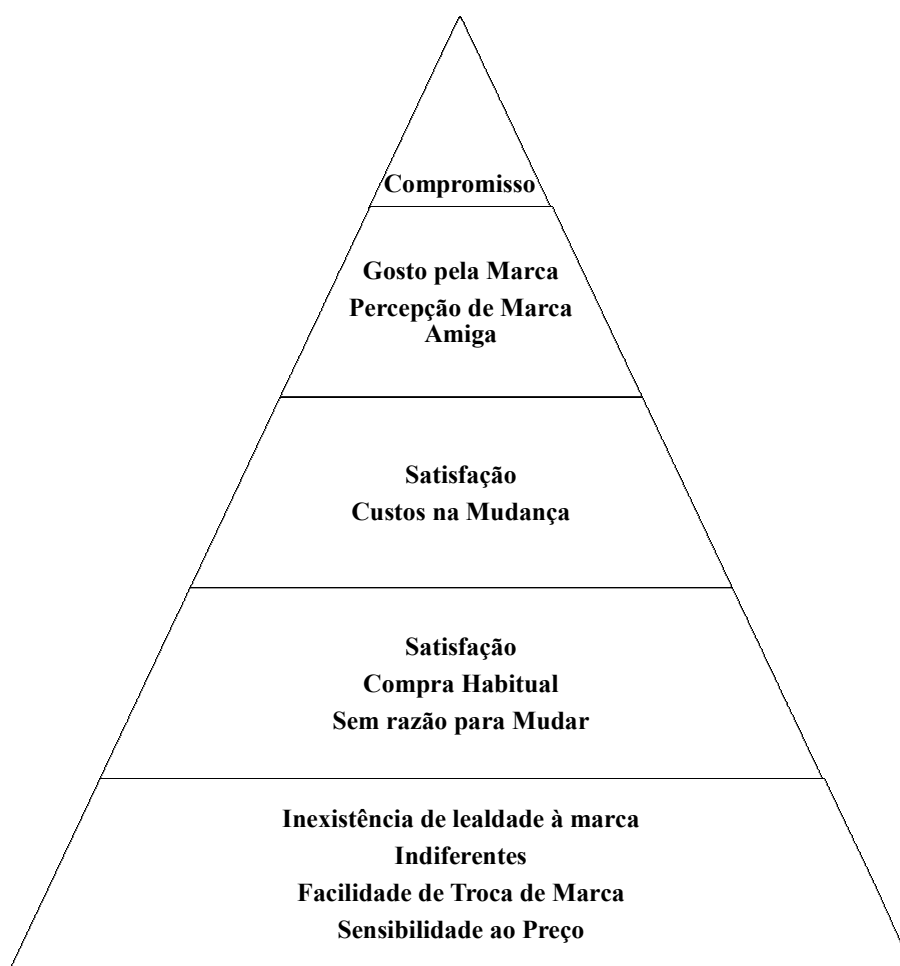 Compromisso
Gosto pela Marca
Percepção de Marca
Amiga
Satisfação
Custos na Mudança
Satisfação
Compra Habitual
Sem razão para Mudar
Inexistência de lealdade à marca
Indiferentes
Facilidade de Troca de Marca
Sensibilidade ao Preço